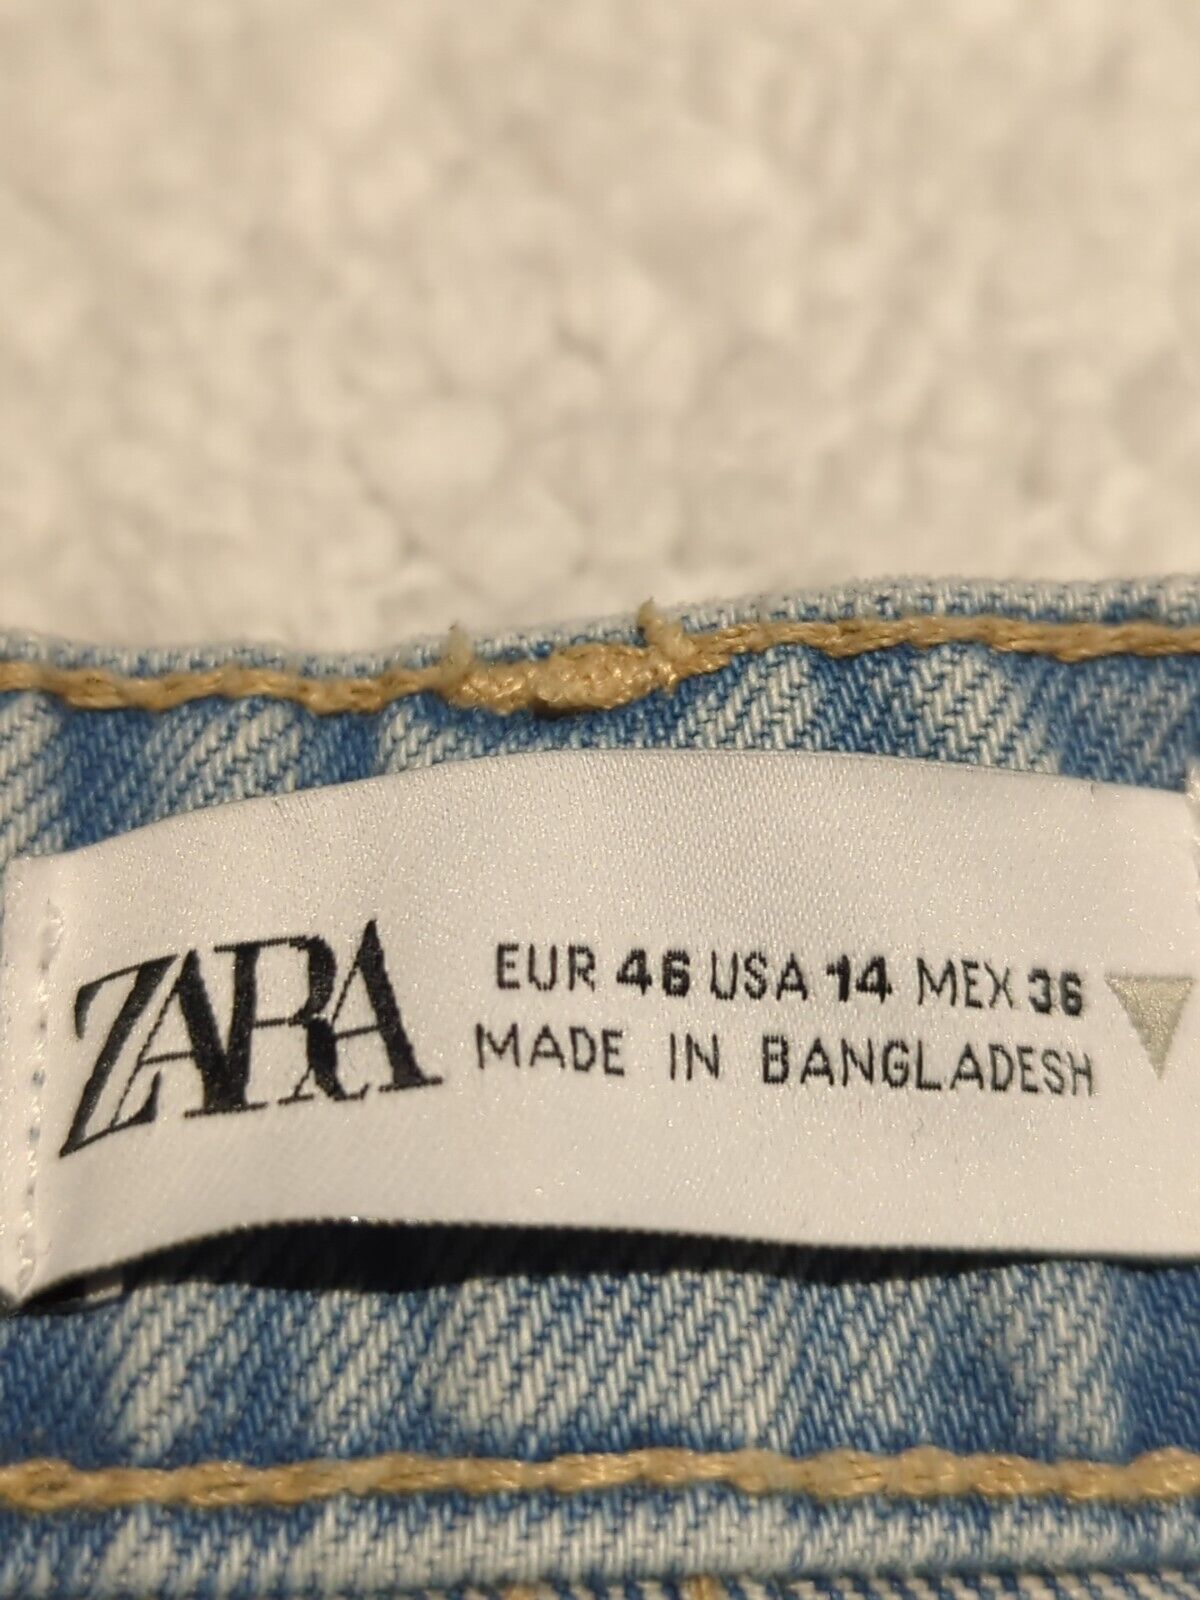 ZARA
EUR 46 USA 14 MEX 36
MADE IN BANGLADESH